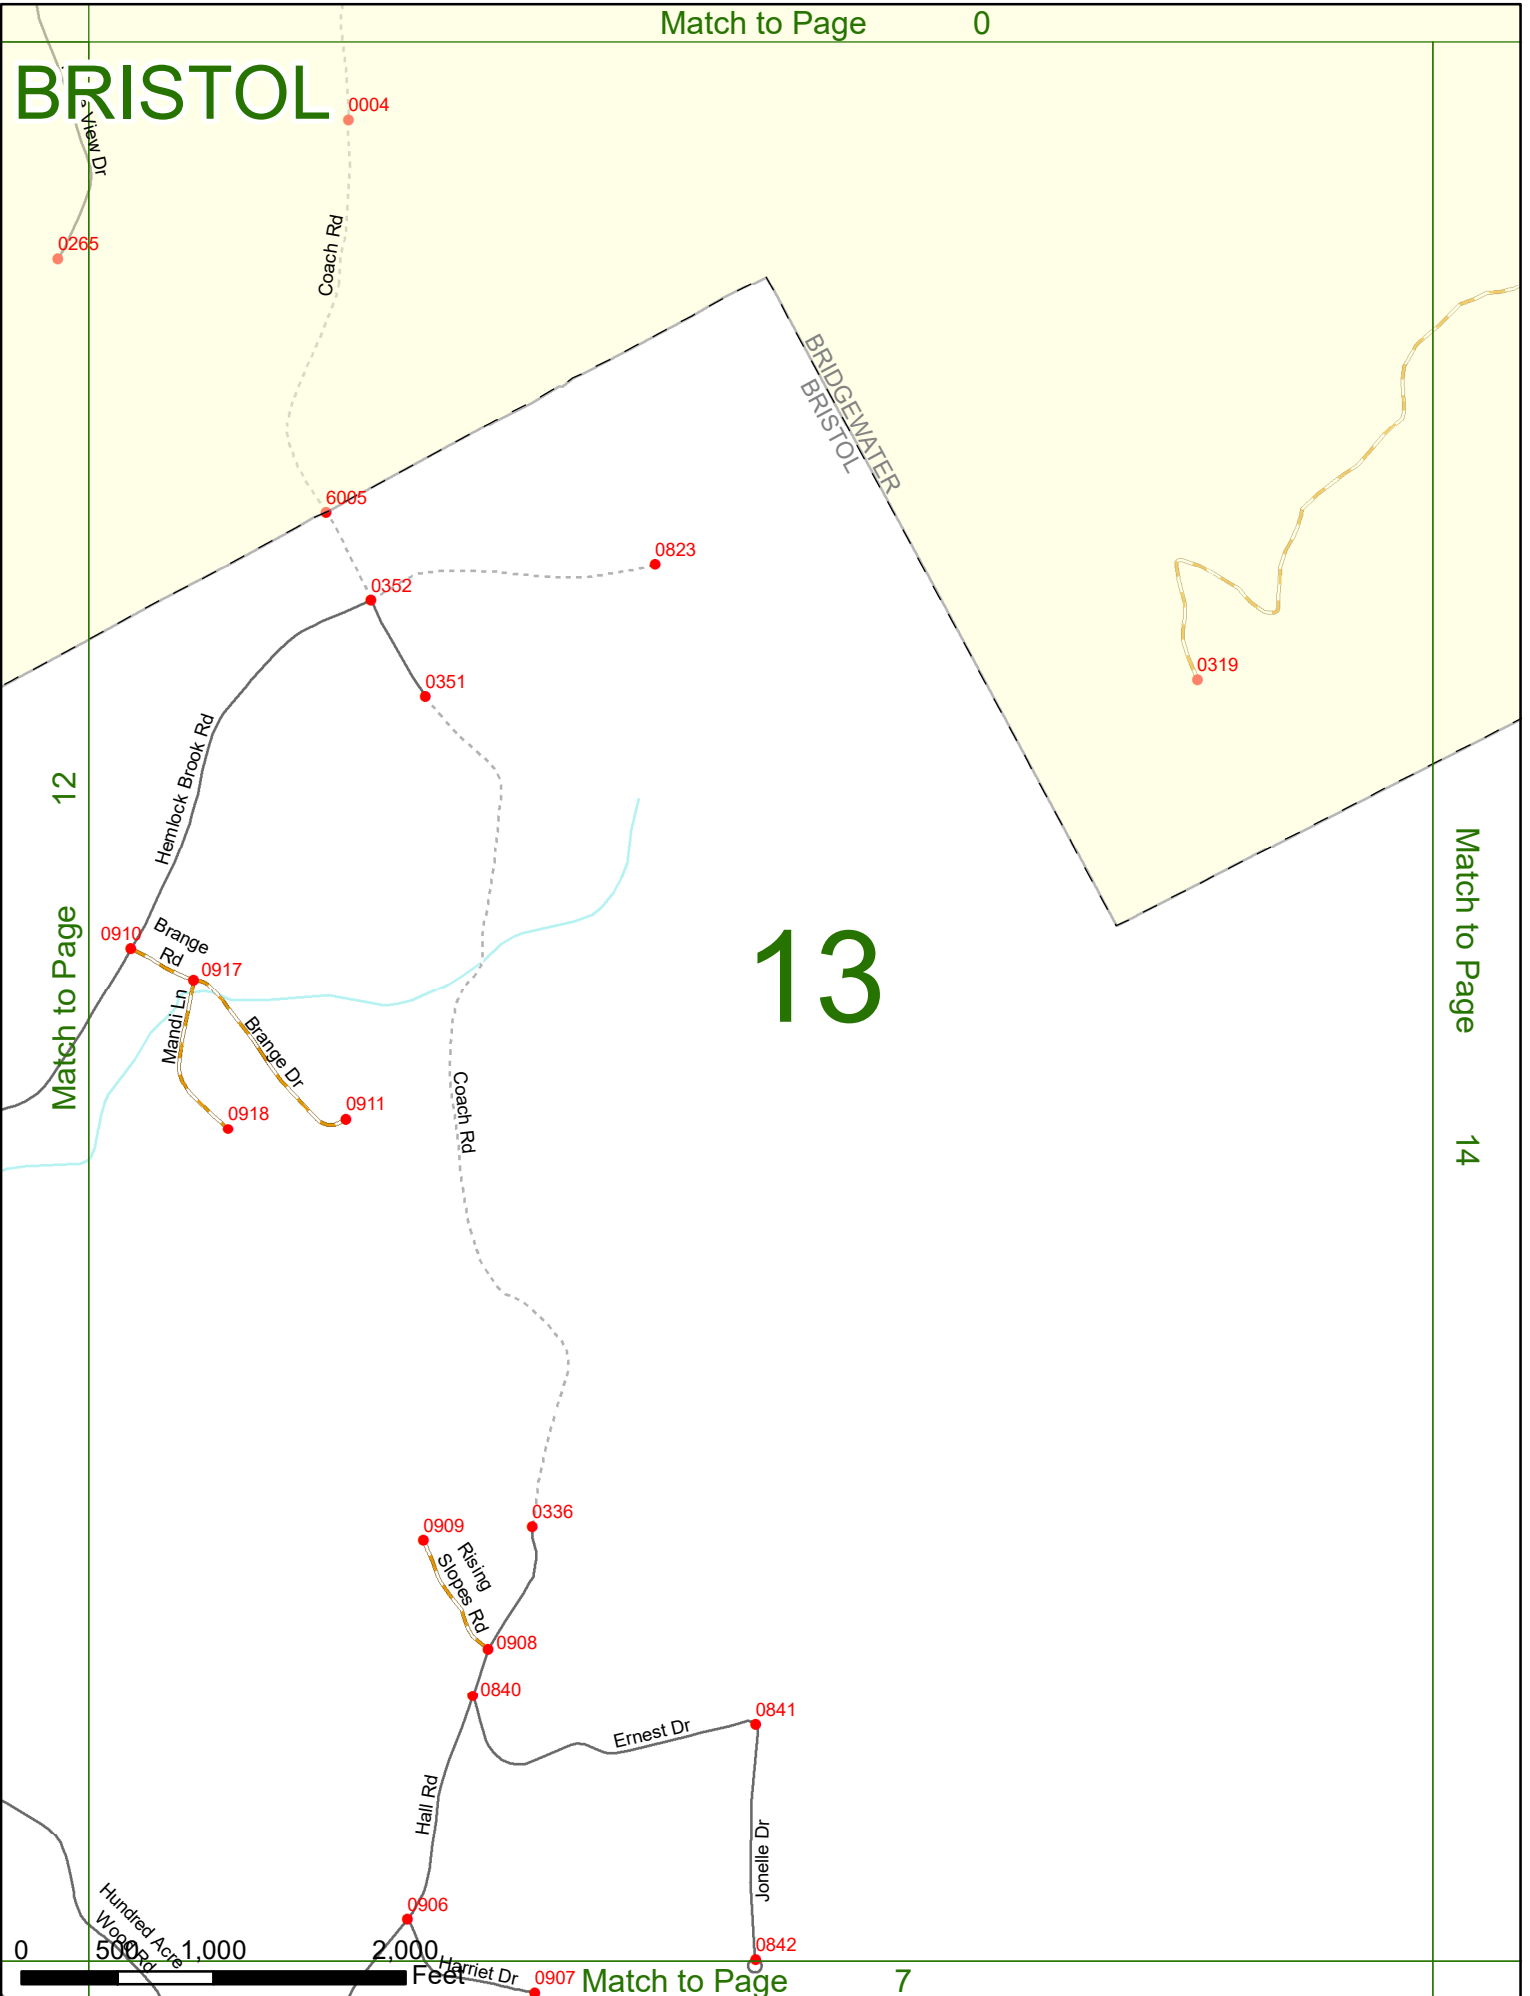 Match to Page 0
BRISTOL
View Dr
0004
0265
Coach Rd
BRIDGEWATER
BRISTOL
6005
0823
0352
0319
0351
Hemlock Brook Rd
Match to Page 12
Match to Page 14
13
0910
Brange
Rd
0917
Mandi Ln
Brange Dr
0918
0911
Coach Rd
0336
0909
Rising
Slopes Rd
0908
0840
0841
Ernest Dr
Hall Rd
Jonelle Dr
0906
Hundred Acre
Wood Rd
0842
0 500 1,000 2,000
Feet
Harriet Dr
0907
Match to Page 7